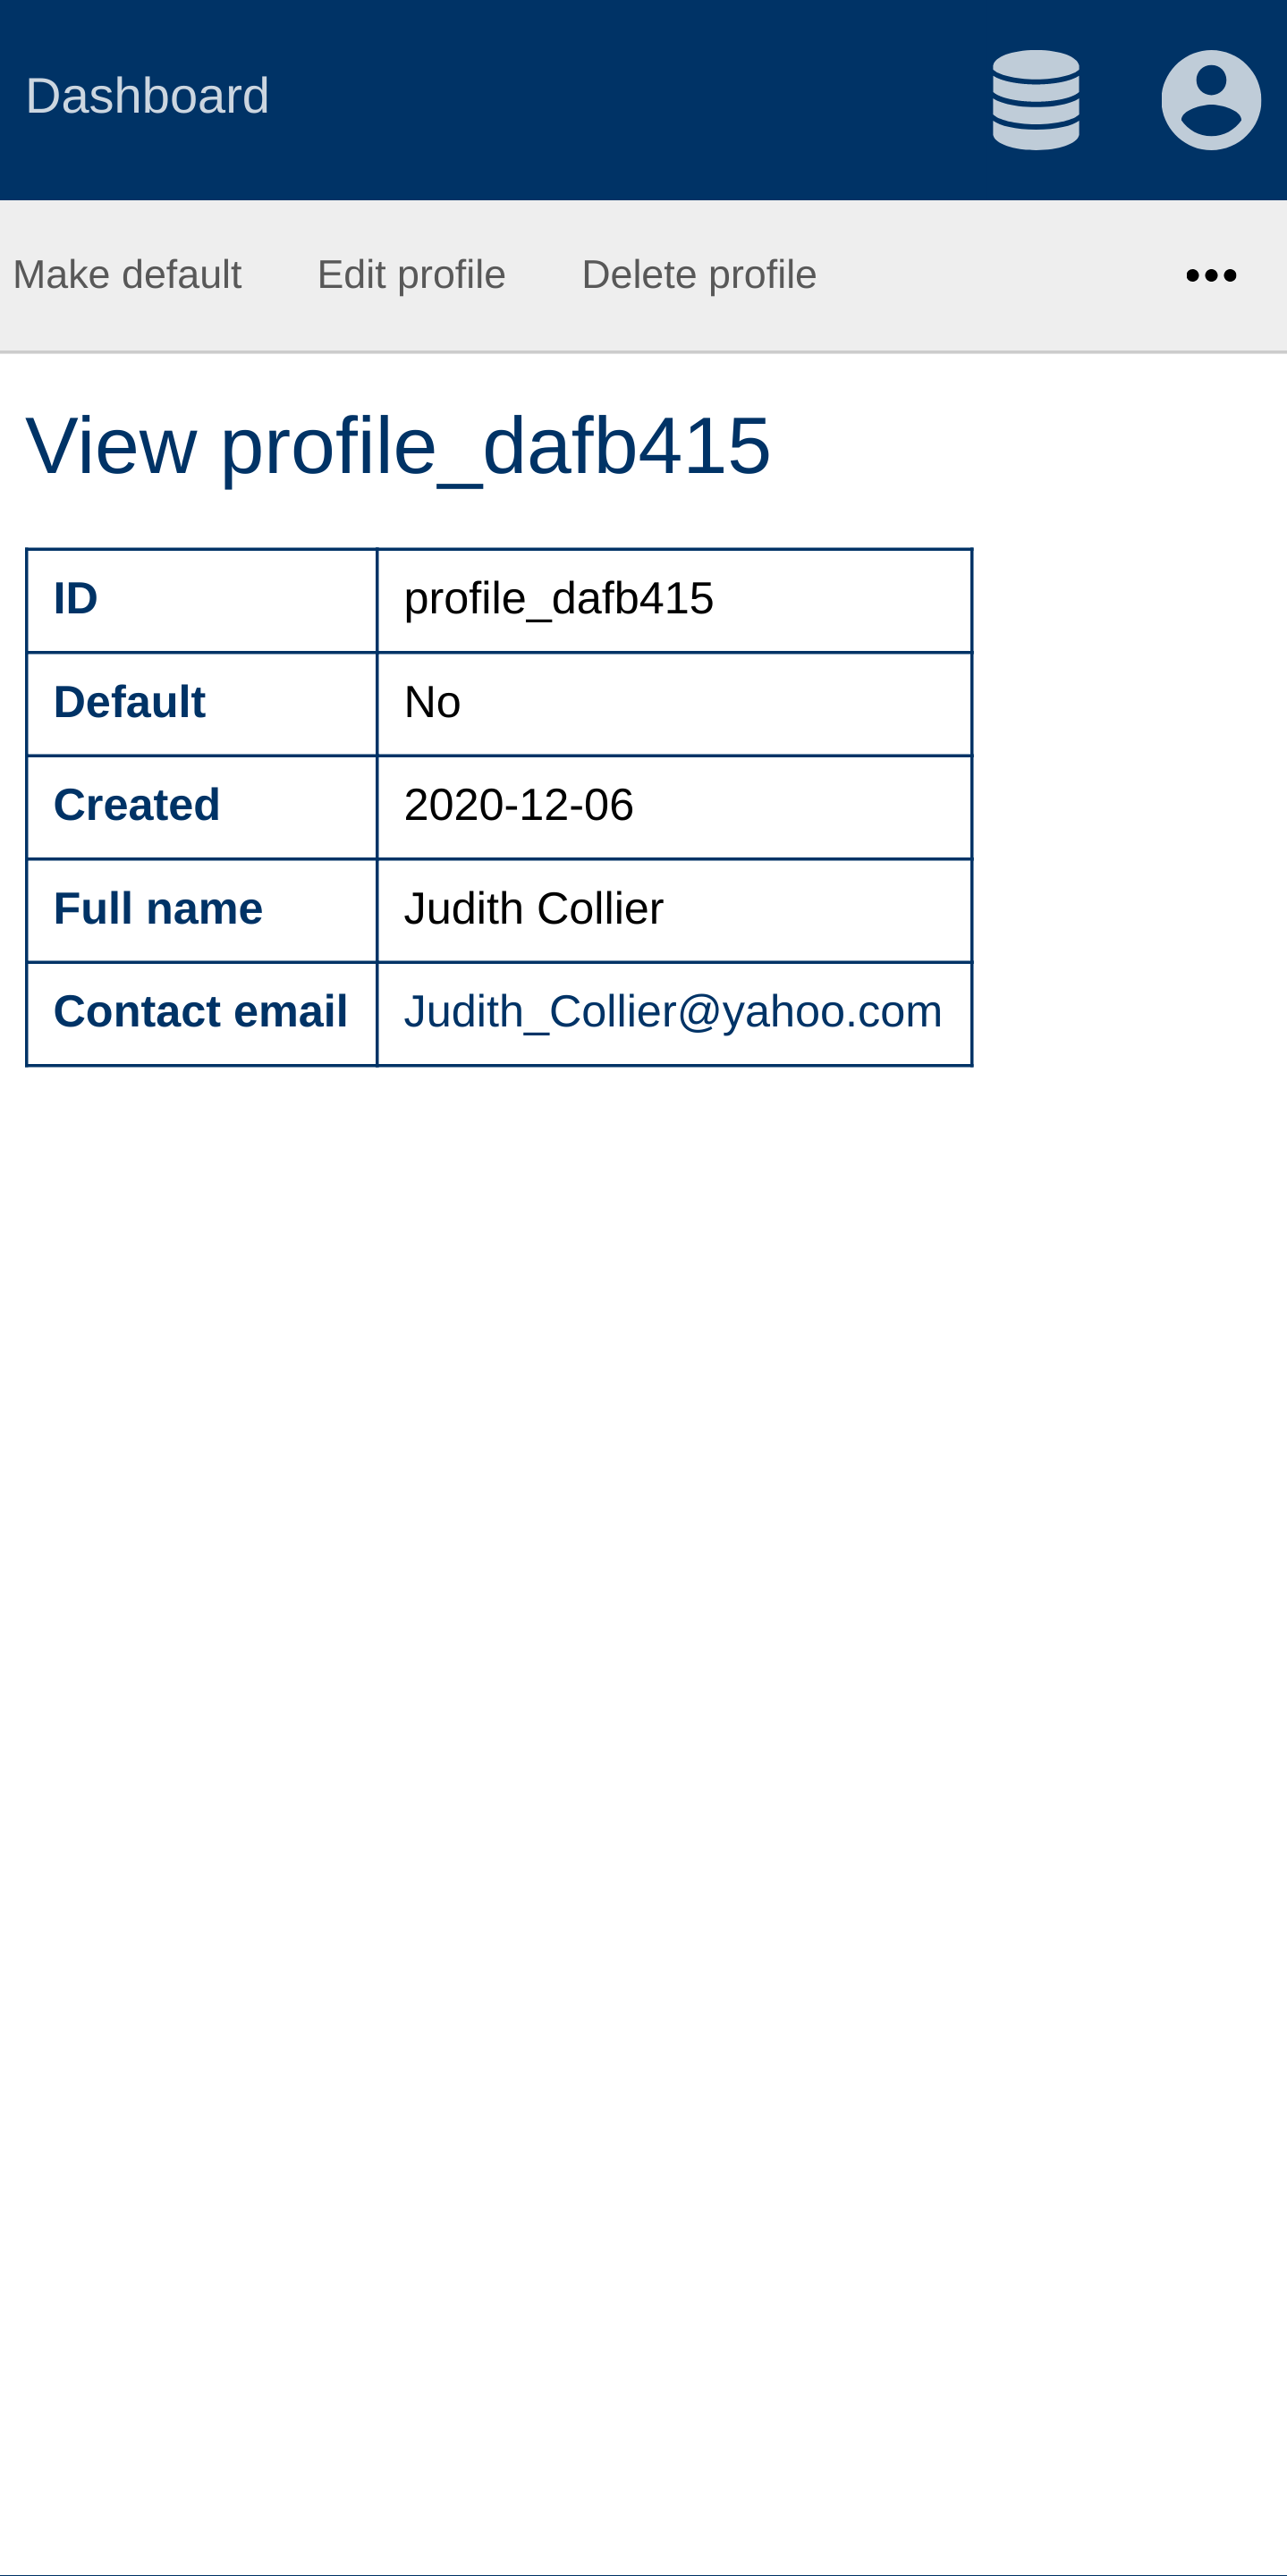 Dashboard
Make default Edit profile Delete profile
View profile_dafb415
ID profile_dafb415
Default No
Created 2020-12-06
Full name Judith Collier
Contact email Judith_Collier@yahoo.com